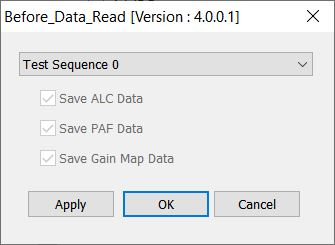 Before_Data_Read [Version : 4.0.0.1]
Test Sequence 0
Save ALC Data
Save PAF Data
Save Gain Map Data
Apply OK Cancel